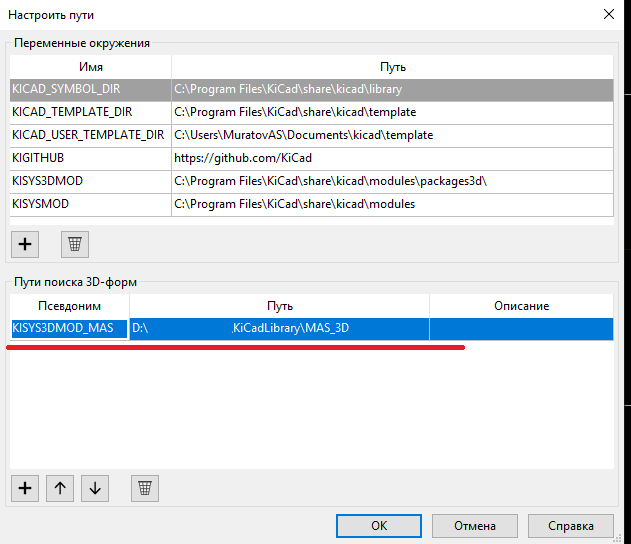 Настроить пути
Переменные окружения
Имя Путь
KICAD_SYMBOL_DIR C:\Program Files\KiCad\share\kicad\library
KICAD_TEMPLATE_DIR C:\Program Files\KiCad\share\kicad\template
KICAD_USER_TEMPLATE_DIR C:\Users\MuratovAS\Documents\kicad\template
KIGITHUB https://github.com/KiCad
KISYS3DMOD C:\Program Files\KiCad\share\kicad\modules\packages3d\
KISYSMOD C:\Program Files\KiCad\share\kicad\modules
Пути поиска 3D-форм
Псевдоним Путь Описание
KISYS3DMOD_MAS D:\ KiCadLibrary\MAS_3D
OK Отмена Справка